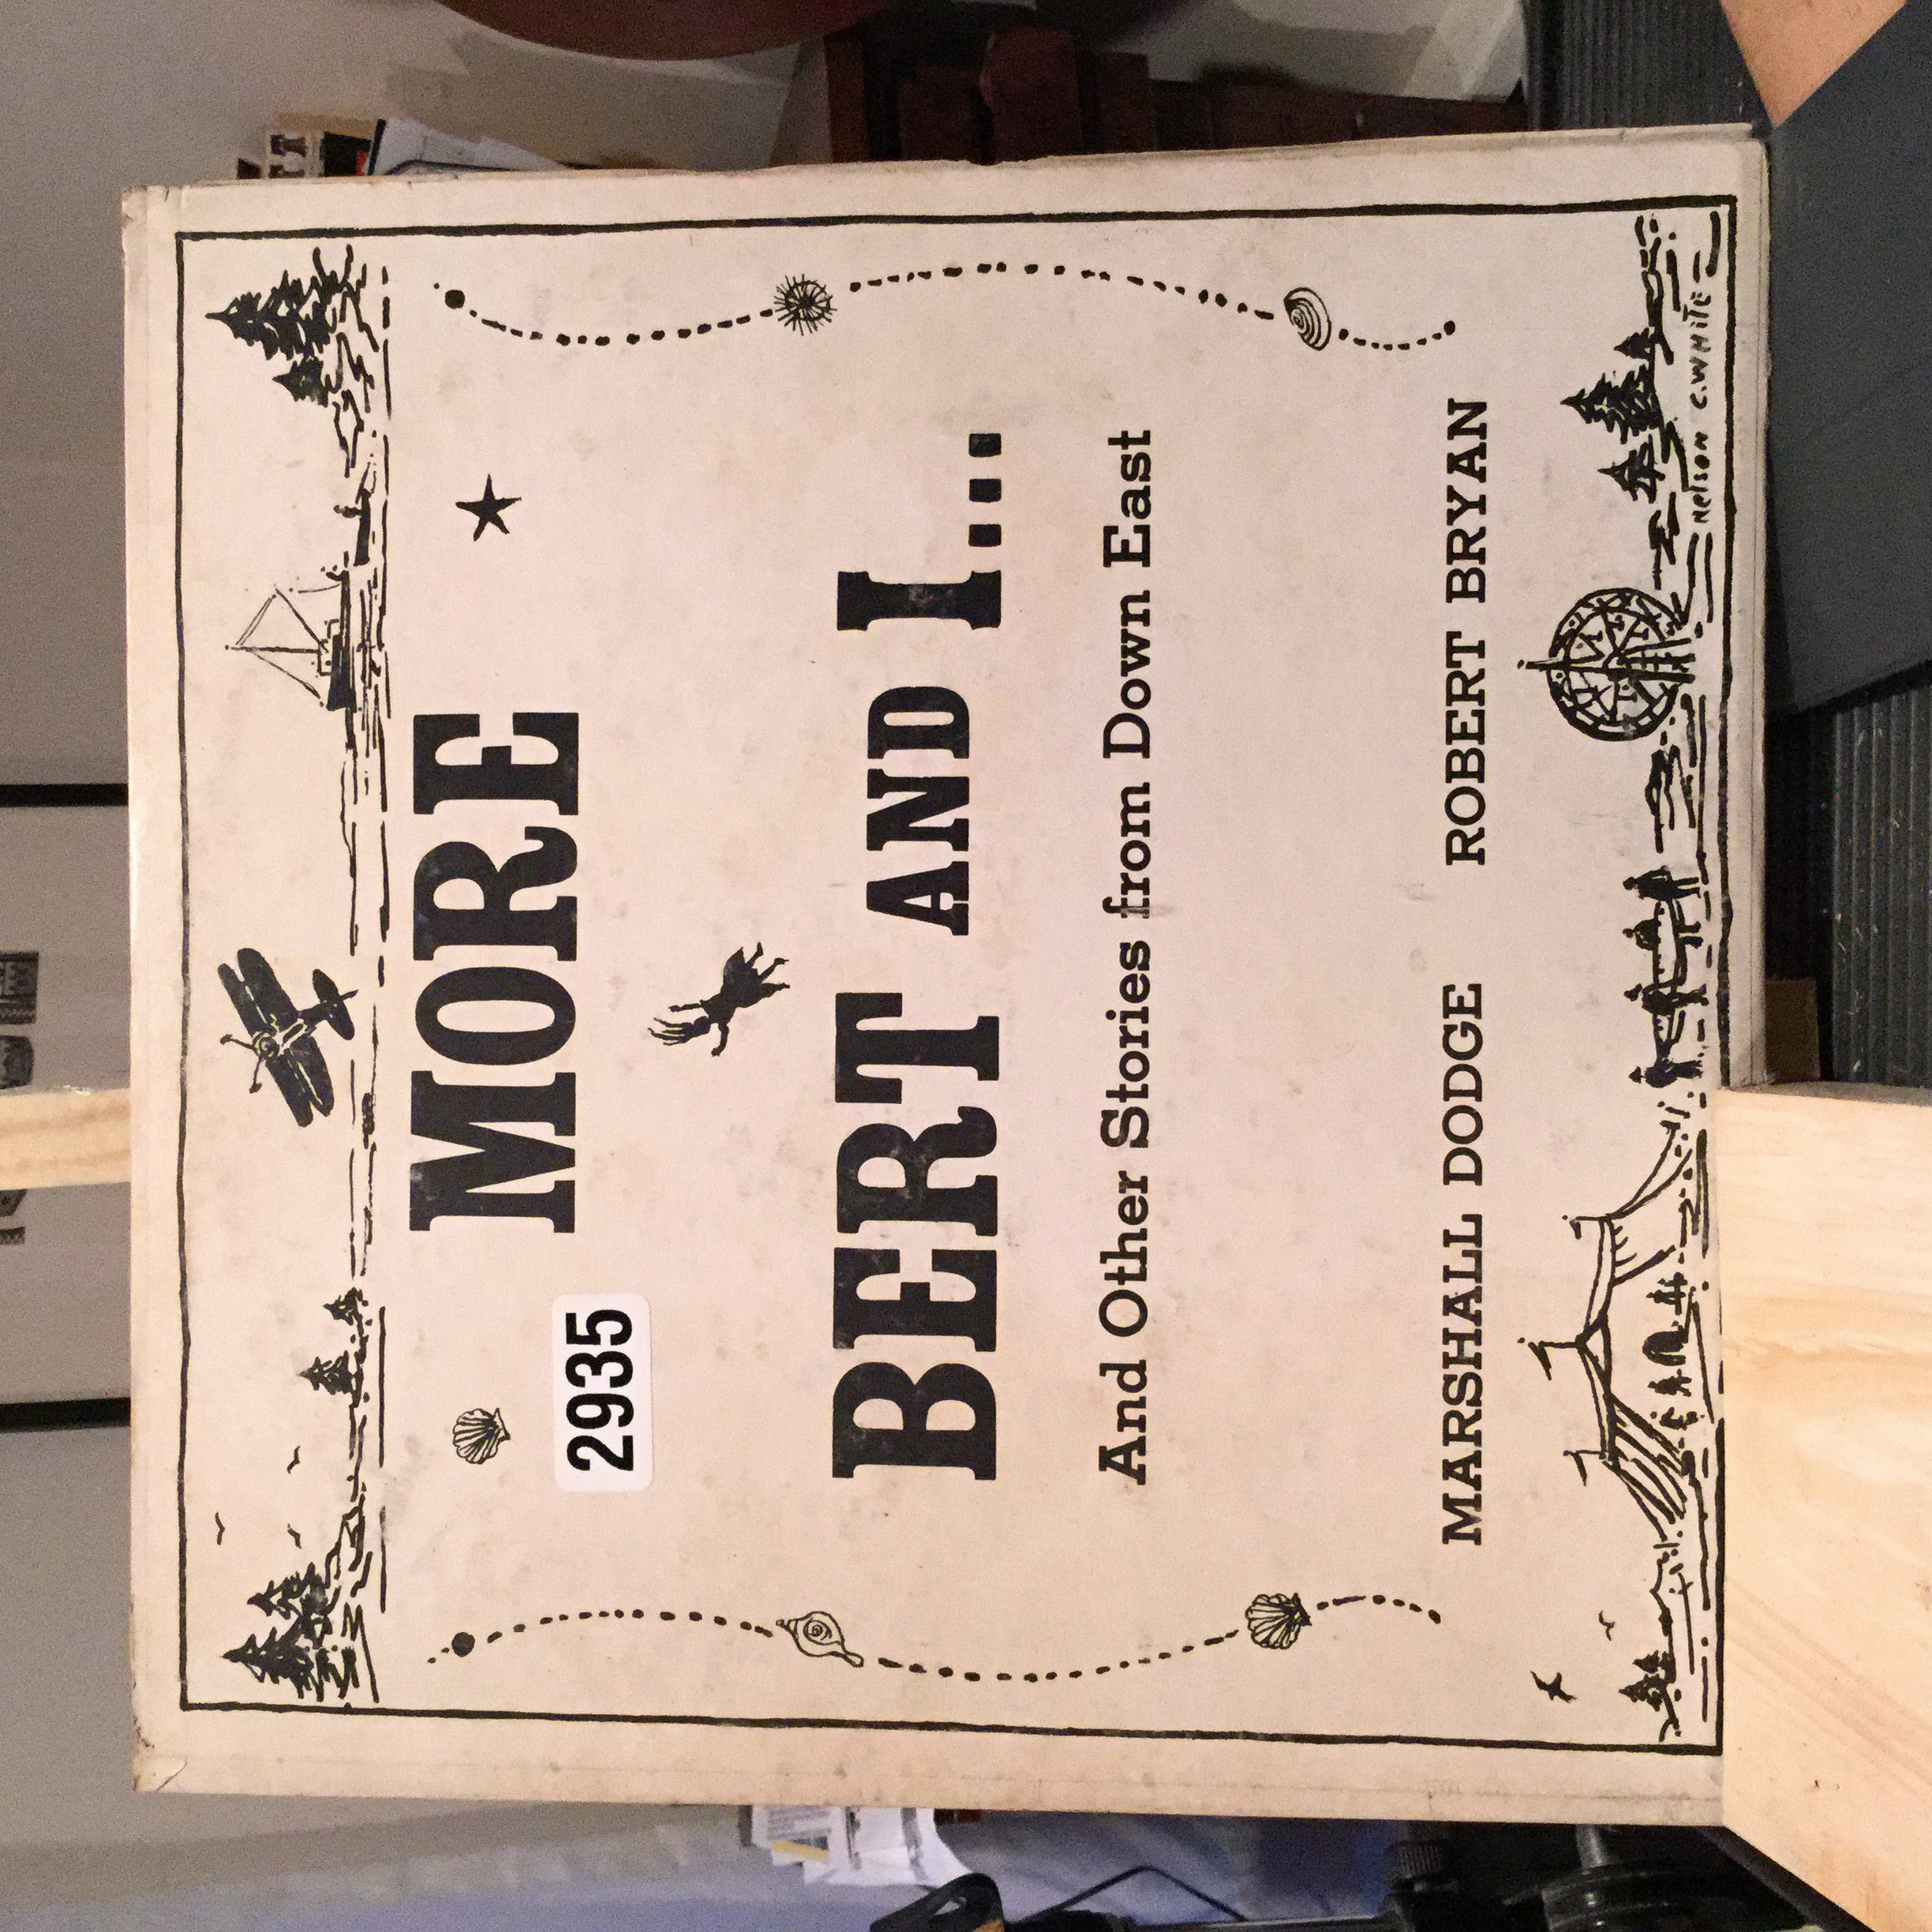 MORE
2935
BERT AND I...
And Other Stories from Down East
MARSHALL DODGE ROBERT BRYAN
NELSON C. WHITE